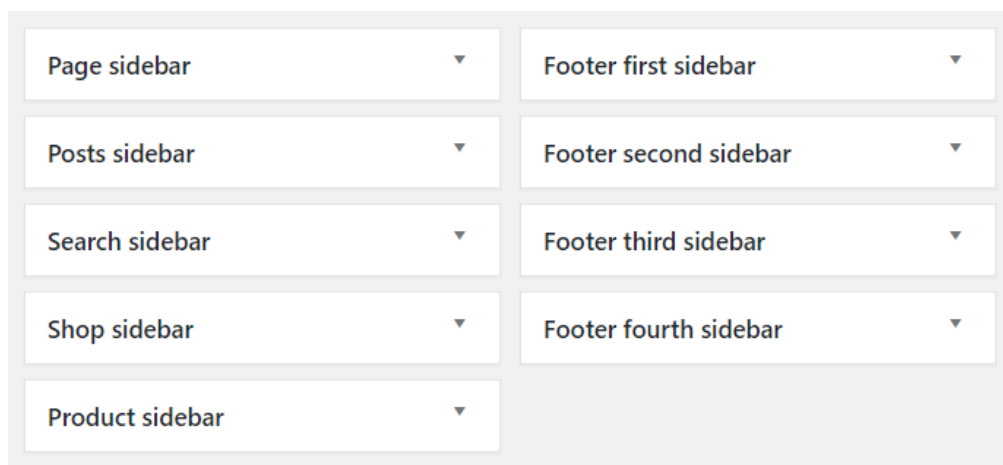 Page sidebar
Posts sidebar
Search sidebar
Shop sidebar
Product sidebar
Footer first sidebar
Footer second sidebar
Footer third sidebar
Footer fourth sidebar